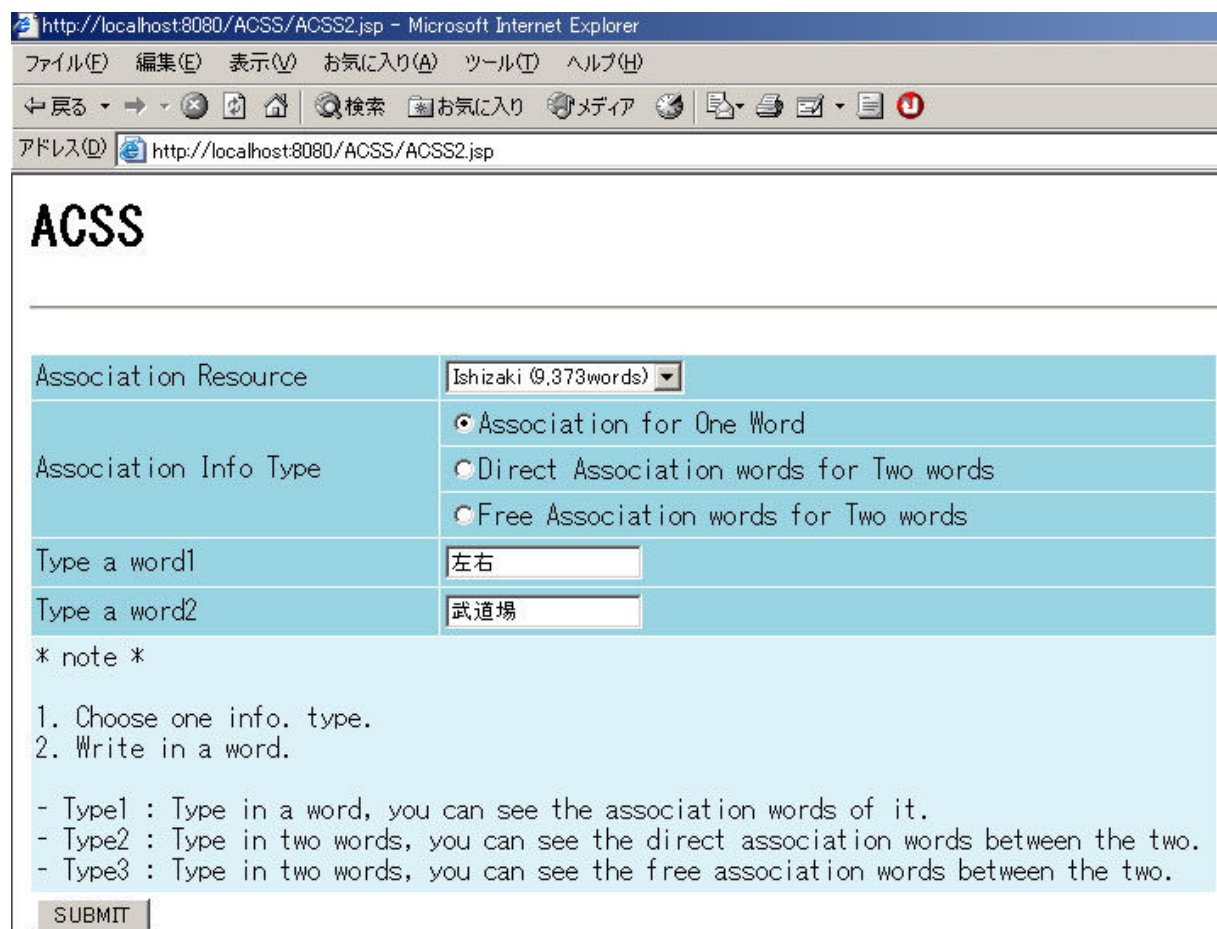 http://localhost:8080/ACSS/ACSS2.jsp - Microsoft Internet Explorer
ファイル(F) 編集(E) 表示(V) お気に入り(A) ツール(T) ヘルプ(H)
戻る 検索 お気に入り メディア
アドレス(D) http://localhost:8080/ACSS/ACSS2.jsp
ACSS
Association Resource Ishizaki (9,373words)
Association Info Type
Association for One Word
Direct Association words for Two words
Free Association words for Two words
Type a word1 左右
Type a word2 武道場
* note *
1. Choose one info. type.
2. Write in a word.
- Type1 : Type in a word, you can see the association words of it.
- Type2 : Type in two words, you can see the direct association words between the two.
- Type3 : Type in two words, you can see the free association words between the two.
SUBMIT